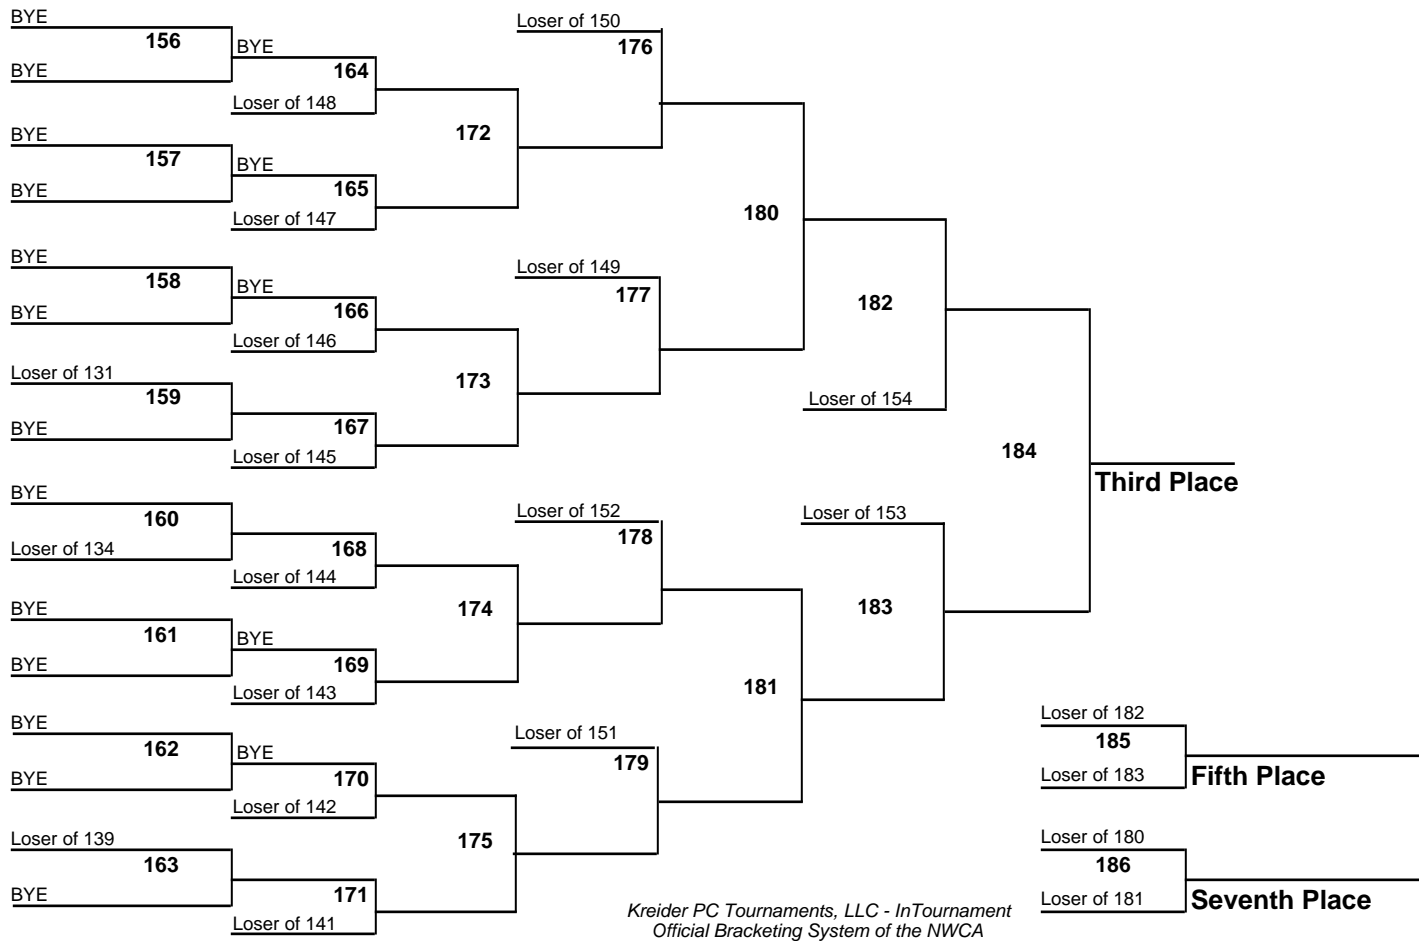 BYE
156
BYE
BYE
164
Loser of 148
172
BYE
157
BYE
BYE
165
Loser of 147
Loser of 150
176
180
BYE
158
BYE
BYE
166
Loser of 146
173
Loser of 131
159
BYE
167
Loser of 145
Loser of 149
177
182
Loser of 154
184
Third Place
BYE
160
Loser of 134
168
Loser of 144
174
BYE
161
BYE
BYE
169
Loser of 143
Loser of 152
178
181
Loser of 153
183
BYE
162
BYE
BYE
170
Loser of 142
175
Loser of 139
163
BYE
171
Loser of 141
Loser of 151
179
Loser of 182
185
Loser of 183
Fifth Place
Loser of 180
186
Loser of 181
Seventh Place
Kreider PC Tournaments, LLC - InTournament
Official Bracketing System of the NWCA